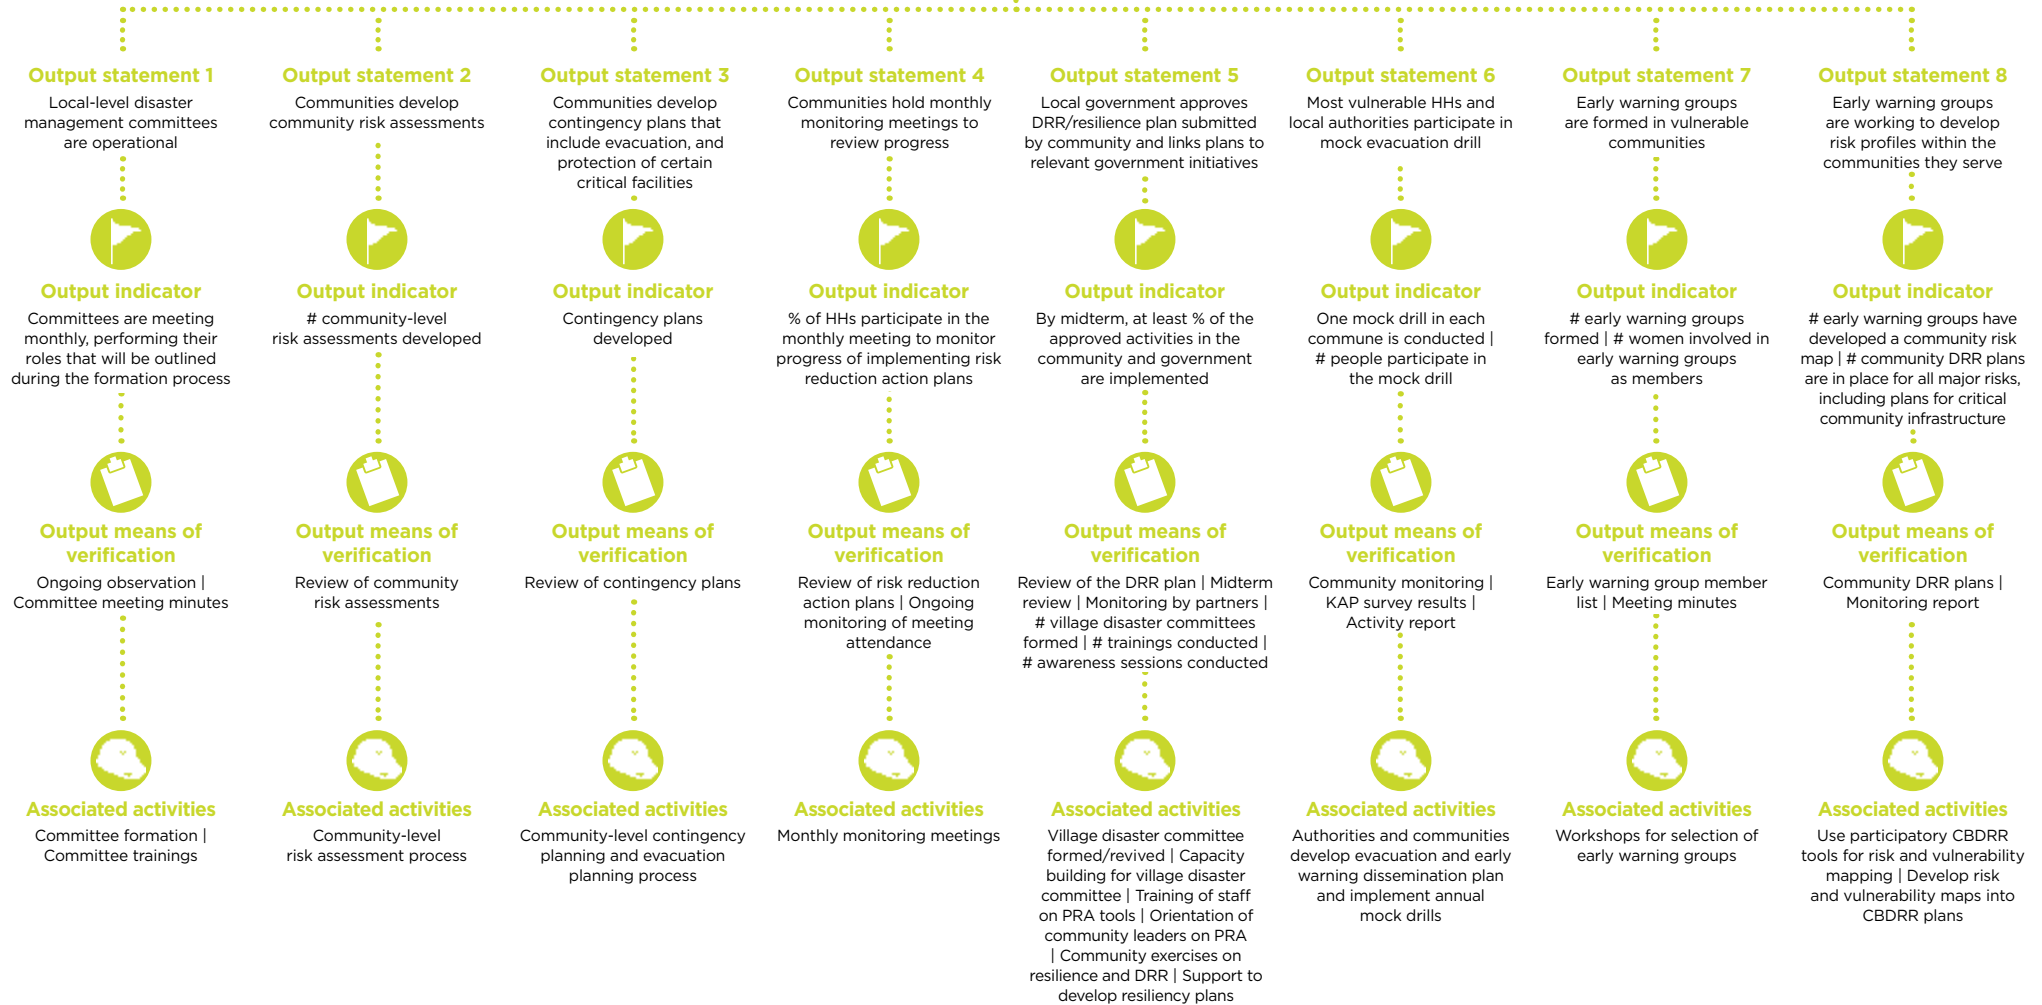 Output statement 1
Local-level disaster
management committees
are operational
Output indicator
Committees are meeting
monthly, performing their
roles that will be outlined
during the formation process
Output means of
verification
Ongoing observation |
Committee meeting minutes
Associated activities
Committee formation |
Committee trainings
Output statement 2
Communities develop
community risk assessments
Output indicator
# community-level
risk assessments developed
Output means of
verification
Review of community
risk assessments
Associated activities
Community-level
risk assessment process
Output statement 3
Communities develop
contingency plans that
include evacuation, and
protection of certain
critical facilities
Output indicator
Contingency plans
developed
Output means of
verification
Review of contingency plans
Associated activities
Community-level contingency
planning and evacuation
planning process
Output statement 4
Communities hold monthly
monitoring meetings to
review progress
Output indicator
% of HHs participate in the
monthly meeting to monitor
progress of implementing risk
reduction action plans
Output means of
verification
Review of risk reduction
action plans | Ongoing
monitoring of meeting
attendance
Associated activities
Monthly monitoring meetings
Output statement 5
Local government approves
DRR/resilience plan submitted
by community and links plans to
relevant government initiatives
Output indicator
By midterm, at least % of the
approved activities in the
community and government
are implemented
Output means of
verification
Review of the DRR plan | Midterm
review | Monitoring by partners |
# village disaster committees
formed | # trainings conducted |
# awareness sessions conducted
Associated activities
Village disaster committee
formed/revived | Capacity
building for village disaster
committee | Training of staff
on PRA tools | Orientation of
community leaders on PRA
| Community exercises on
resilience and DRR | Support to
develop resiliency plans
Output statement 6
Most vulnerable HHs and
local authorities participate in
mock evacuation drill
Output indicator
One mock drill in each
commune is conducted |
# people participate in
the mock drill
Output means of
verification
Community monitoring |
KAP survey results |
Activity report
Associated activities
Authorities and communities
develop evacuation and early
warning dissemination plan
and implement annual
mock drills
Output statement 7
Early warning groups
are formed in vulnerable
communities
Output indicator
# early warning groups
formed | # women involved in
early warning groups
as members
Output means of
verification
Early warning group member
list | Meeting minutes
Associated activities
Workshops for selection of
early warning groups
Output statement 8
Early warning groups
are working to develop
risk profiles within the
communities they serve
Output indicator
# early warning groups have
developed a community risk
map | # community DRR plans
are in place for all major risks,
including plans for critical
community infrastructure
Output means of
verification
Community DRR plans |
Monitoring report
Associated activities
Use participatory CBDRR
tools for risk and vulnerability
mapping | Develop risk
and vulnerability maps into
CBDRR plans